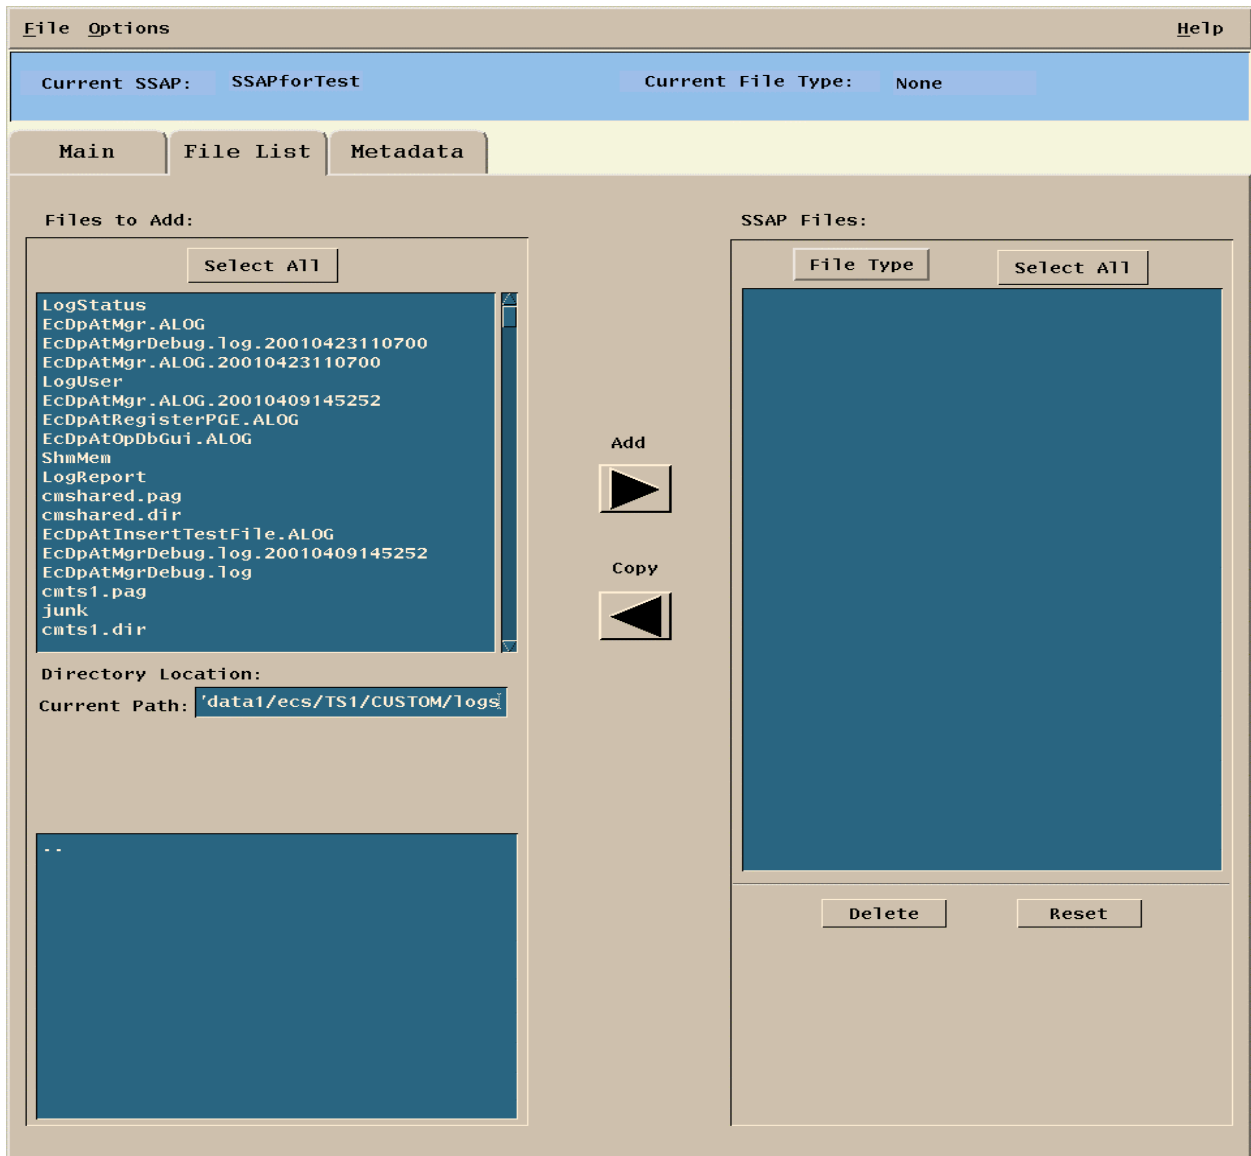 File Options Help
Current SSAP: SSAPforTest Current File Type: None
Main File List Metadata
Files to Add:
Select All
LogStatus
EcDpAtMgr.ALOG
EcDpAtMgrDebug.log.20010423110700
EcDpAtMgr.ALOG.20010423110700
LogUser
EcDpAtMgr.ALOG.20010409145252
EcDpAtRegisterPGE.ALOG
EcDpAtOpDbGui.ALOG
ShmMem
LogReport
cmshared.pag
cmshared.dir
EcDpAtInsertTestFile.ALOG
EcDpAtMgrDebug.log.20010409145252
EcDpAtMgrDebug.log
cmts1.pag
junk
cmts1.dir
Directory Location:
Current Path: 'data1/ecs/TS1/CUSTOM/logs
..
Add
Copy
SSAP Files:
File Type Select All
Delete Reset